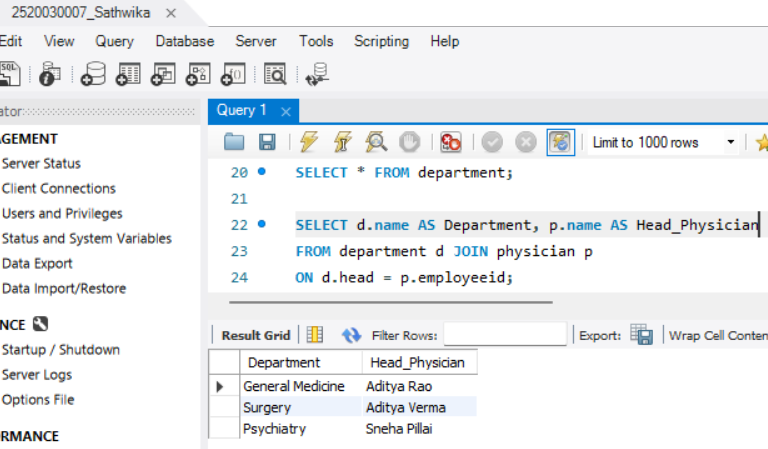 2520030007_Sathwika ×
Edit View Query Database Server Tools Scripting Help
SQL i f()
ator
Query 1 ×
AGEMENT
Server Status
Client Connections
Users and Privileges
Status and System Variables
Data Export
Data Import/Restore
NCE
Startup / Shutdown
Server Logs
Options File
RMANCE
Limit to 1000 rows
20 SELECT * FROM department;
21
22 SELECT d.name AS Department, p.name AS Head_Physician
23 FROM department d JOIN physician p
24 ON d.head = p.employeeid;
Result Grid Filter Rows: Export: Wrap Cell Conten
Department Head_Physician
General Medicine Aditya Rao
Surgery Aditya Verma
Psychiatry Sneha Pillai